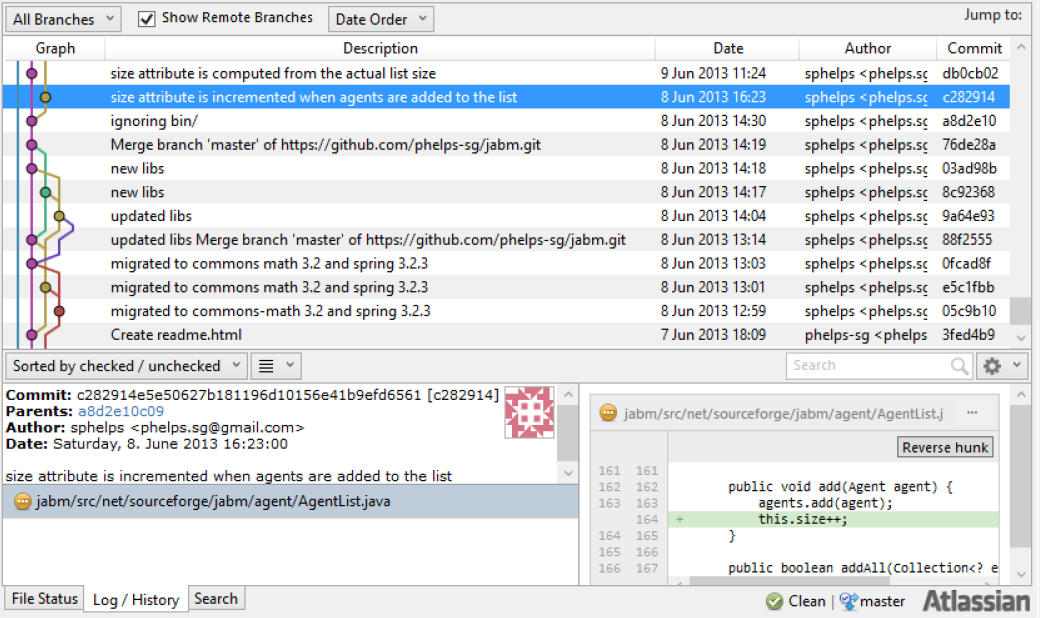 All Branches Show Remote Branches Date Order Jump to:
Graph Description Date Author Commit
size attribute is computed from the actual list size 9 Jun 2013 11:24 sphelps <phelps.sg db0cb02
size attribute is incremented when agents are added to the list 8 Jun 2013 16:23 sphelps <phelps.sg c282914
ignoring bin/ 8 Jun 2013 14:30 sphelps <phelps.sg a8d2e10
Merge branch 'master' of https://github.com/phelps-sg/jabm.git 8 Jun 2013 14:19 sphelps <phelps.sg 76de28a
new libs 8 Jun 2013 14:18 sphelps <phelps.sg 03ad98b
new libs 8 Jun 2013 14:17 sphelps <phelps.sg 8c92368
updated libs 8 Jun 2013 14:04 sphelps <phelps.sg 9a64e93
updated libs Merge branch 'master' of https://github.com/phelps-sg/jabm.git 8 Jun 2013 13:14 sphelps <phelps.sg 88f2555
migrated to commons math 3.2 and spring 3.2.3 8 Jun 2013 13:03 sphelps <phelps.sg 0fcad8f
migrated to commons math 3.2 and spring 3.2.3 8 Jun 2013 13:01 sphelps <phelps.sg e5c1fbb
migrated to commons-math 3.2 and spring 3.2.3 8 Jun 2013 12:59 sphelps <phelps.sg 05c9b10
Create readme.html 7 Jun 2013 18:09 phelps-sg <phelps 3fed4b9
Sorted by checked / unchecked Search
Commit: c282914e5e50627b181196d10156e41b9efd6561 [c282914]
Parents: a8d2e10c09
Author: sphelps <phelps.sg@gmail.com>
Date: Saturday, 8. June 2013 16:23:00
size attribute is incremented when agents are added to the list
jabm/src/net/sourceforge/jabm/agent/AgentList.java
jabm/src/net/sourceforge/jabm/agent/AgentList.j ...
Reverse hunk
161 161
162 162 public void add(Agent agent) {
163 163 agents.add(agent);
164 + this.size++;
164 165 }
165 166
166 167 public boolean addAll(Collection<? e
File Status Log / History Search
Clean | master Atlassian